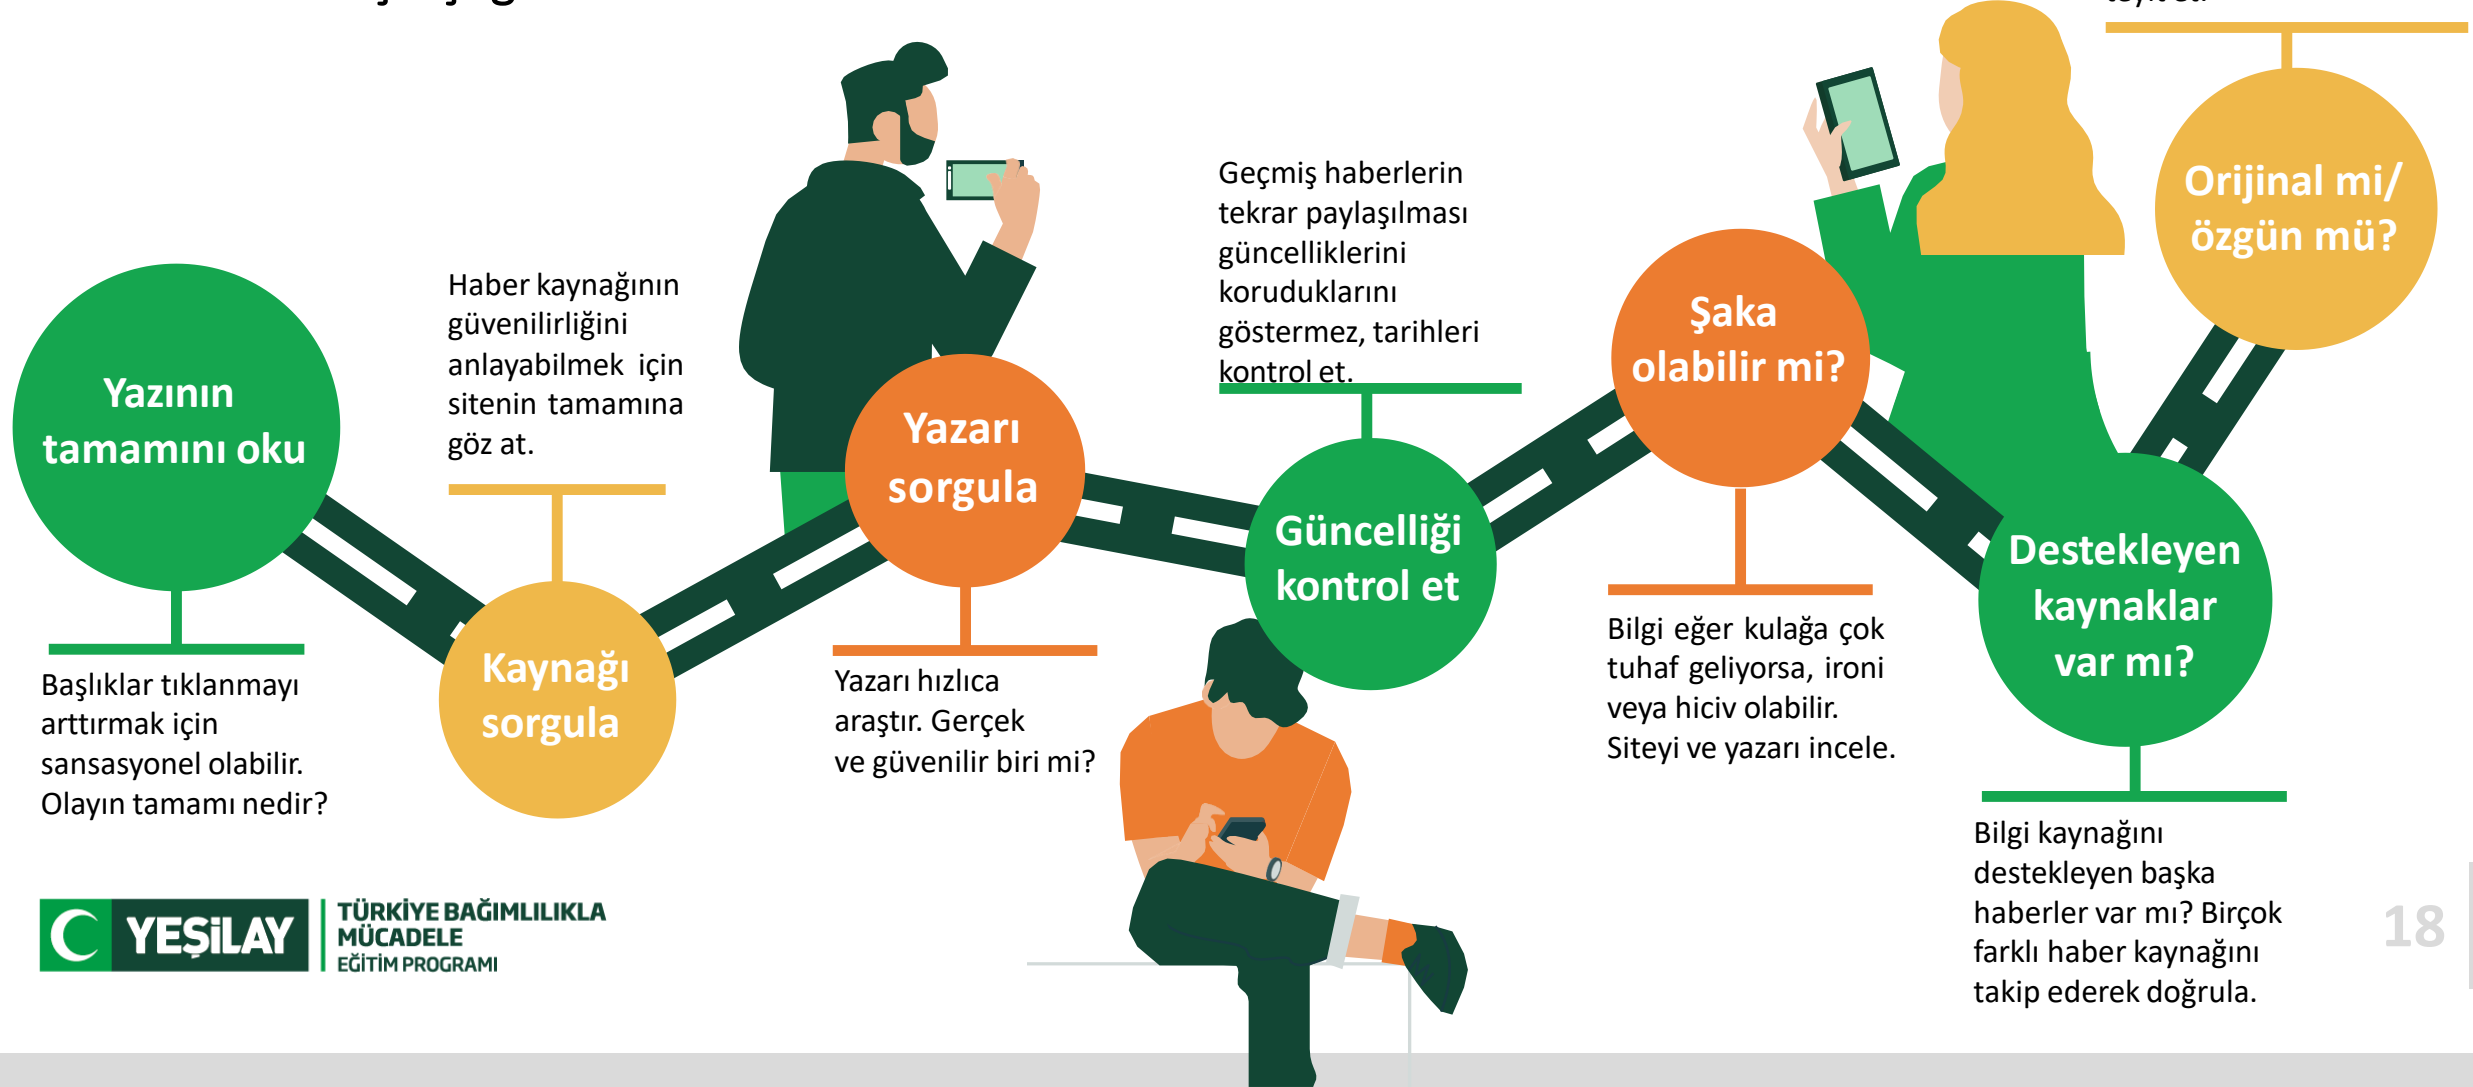 Yazının
tamamını oku
Başlıklar tıklanmayı
arttırmak için
sansasyonel olabilir.
Olayın tamamı nedir?
Haber kaynağının
güvenilirliğini
anlayabilmek için
sitenin tamamına
göz at.
Kaynağı
sorgula
Yazarı
sorgula
Yazarı hızlıca
araştır. Gerçek
ve güvenilir biri mi?
Geçmiş haberlerin
tekrar paylaşılması
güncelliklerini
koruduklarını
göstermez, tarihleri
kontrol et.
Güncelliği
kontrol et
Şaka
olabilir mi?
Bilgi eğer kulağa çok
tuhaf geliyorsa, ironi
veya hiciv olabilir.
Siteyi ve yazarı incele.
Destekleyen
kaynaklar
var mı?
Bilgi kaynağını
destekleyen başka
haberler var mı? Birçok
farklı haber kaynağını
takip ederek doğrula.
Orijinal mi/
özgün mü?
YEŞİLAY
TÜRKİYE BAĞIMLILIKLA
MÜCADELE
EĞİTİM PROGRAMI
18